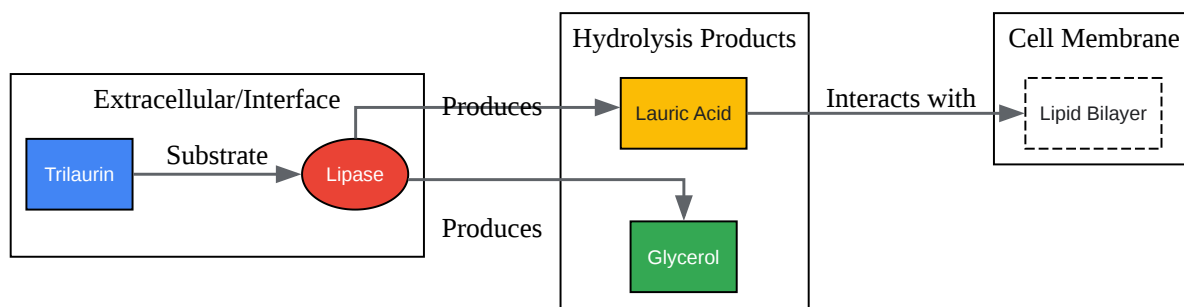 Extracellular/Interface
Trilaurin
Substrate
Lipase
Produces
Produces
Hydrolysis Products
Lauric Acid
Glycerol
Interacts with
Cell Membrane
Lipid Bilayer